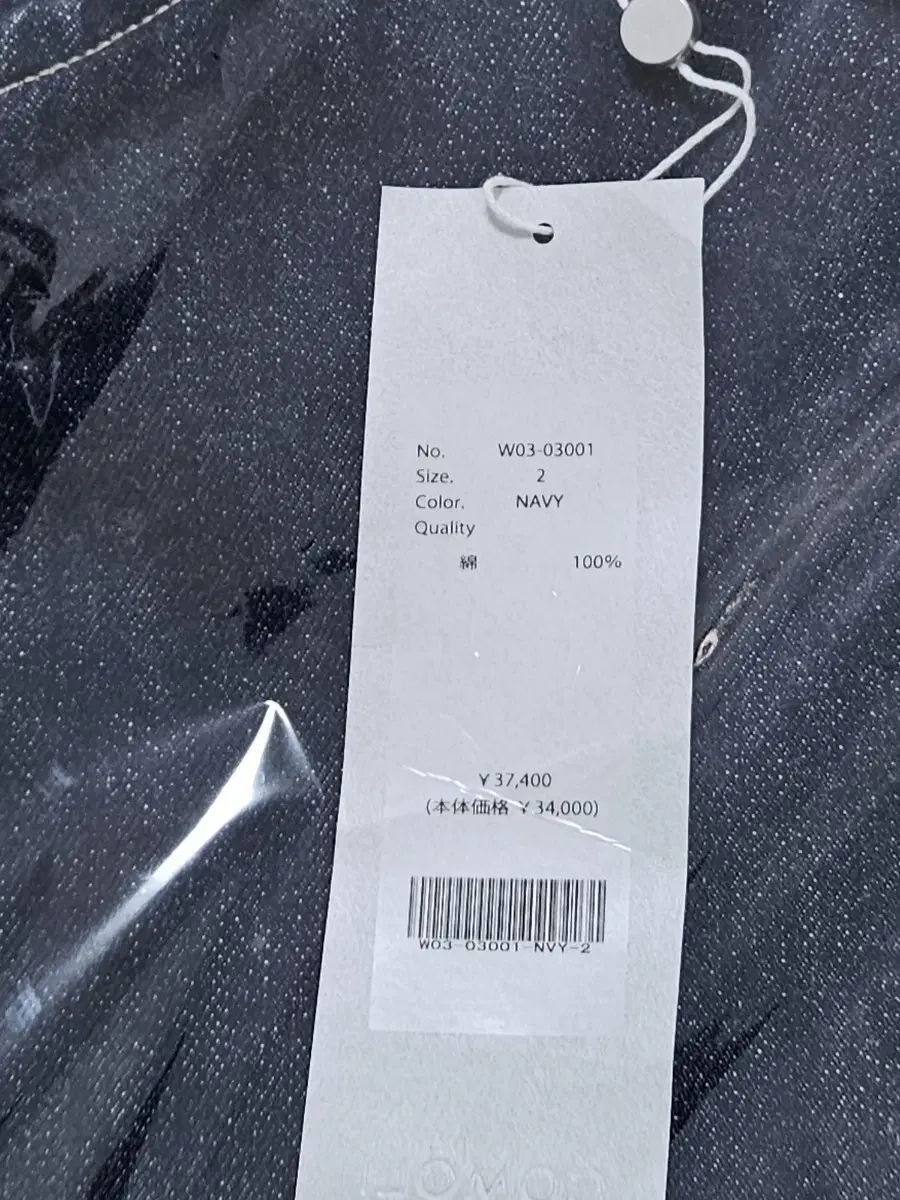 No. W03-03001
Size. 2
Color. NAVY
Quality
綿 100%
¥37,400
(本体価格 ¥34,000)
W03-03001-NVY-2